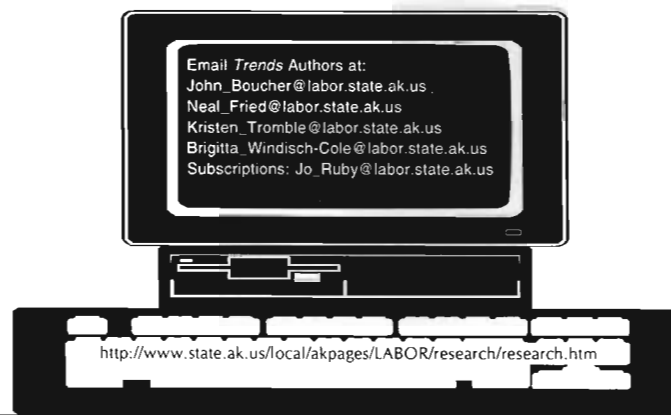 Email Trends Authors at:
John_Boucher@labor.state.ak.us
Neal_Fried@labor.state.ak.us
Kristen_Tromble@labor.state.ak.us
Brigitta_Windisch-Cole@labor.state.ak.us
Subscriptions: Jo_Ruby@labor.state.ak.us
http://www.state.ak.us/local/akpages/LABOR/research/research.htm